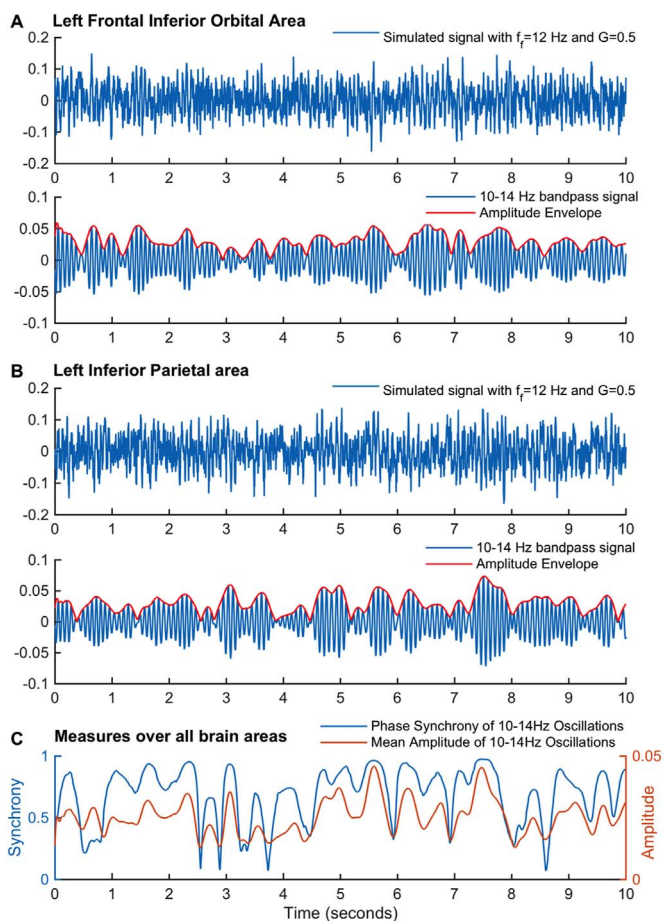 A Left Frontal Inferior Orbital Area
Simulated signal with f_f=12 Hz and G=0.5
0.2
0.1
0
-0.1
-0.2
0 1 2 3 4 5 6 7 8 9 10
10-14 Hz bandpass signal
Amplitude Envelope
0.1
0.05
0
-0.05
-0.1
0 1 2 3 4 5 6 7 8 9 10
B Left Inferior Parietal area
Simulated signal with f_f=12 Hz and G=0.5
0.2
0.1
0
-0.1
-0.2
0 1 2 3 4 5 6 7 8 9 10
10-14 Hz bandpass signal
Amplitude Envelope
0.1
0.05
0
-0.05
-0.1
0 1 2 3 4 5 6 7 8 9 10
C Measures over all brain areas
Phase Synchrony of 10-14Hz Oscillations
Mean Amplitude of 10-14Hz Oscillations
Synchrony
1
0.5
0
0.05
0
Amplitude
0 1 2 3 4 5 6 7 8 9 10
Time (seconds)